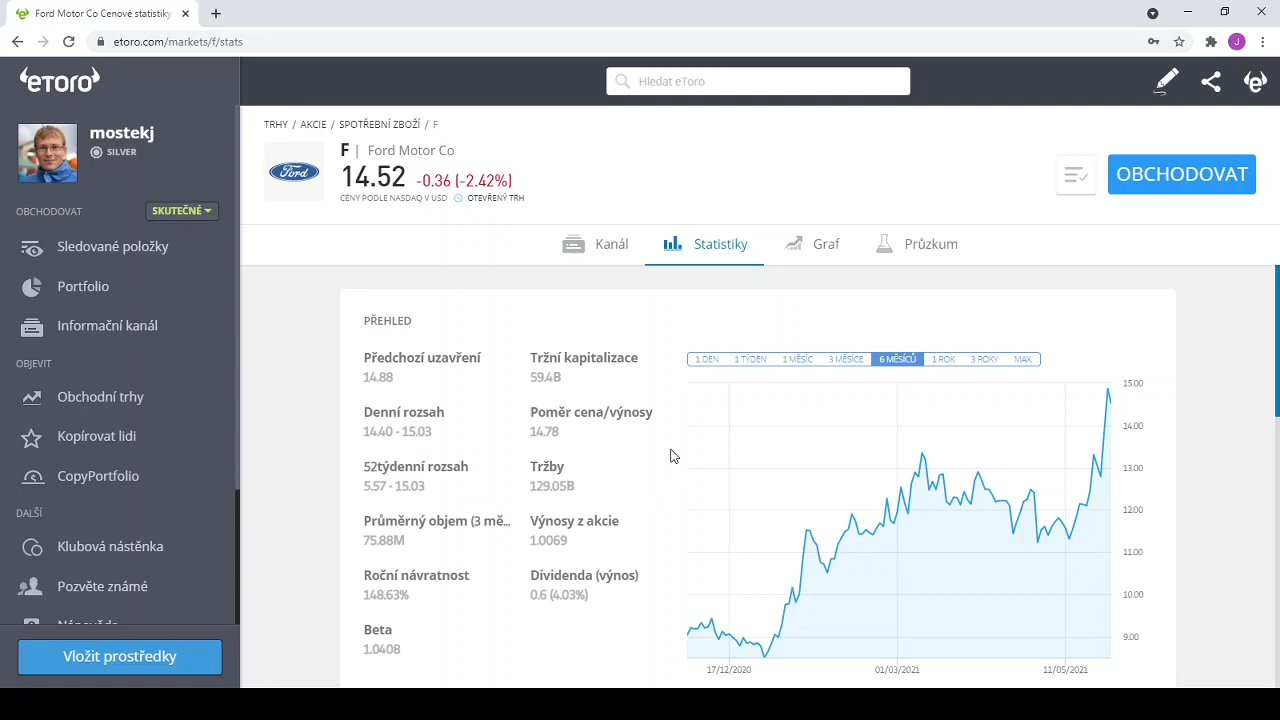 Ford Motor Co Cenové statistiky
etoro.com/markets/f/stats
J
eToro
Hledat eToro
mostekj
SILVER
OBCHODOVAT
SKUTEČNÉ
Sledované položky
Portfolio
Informační kanál
OBJEVIT
Obchodní trhy
Kopírovat lidi
CopyPortfolio
DALŠÍ
Klubová nástěnka
Pozvěte známé
Vložit prostředky
TRHY / AKCIE / SPOTŘEBNÍ ZBOŽÍ / F
Ford
F | Ford Motor Co
14.52 -0.36 (-2.42%)
CENY PODLE NASDAQ V USD OTEVŘENÝ TRH
OBCHODOVAT
Kanál Statistiky Graf Průzkum
PŘEHLED
Předchozí uzavření
14.88
Denní rozsah
14.40 - 15.03
52týdenní rozsah
5.57 - 15.03
Průměrný objem (3 mě...
75.88M
Roční návratnost
148.63%
Beta
1.0408
Tržní kapitalizace
59.4B
Poměr cena/výnosy
14.78
Tržby
129.05B
Výnosy z akcie
1.0069
Dividenda (výnos)
0.6 (4.03%)
1 DEN 1 TÝDEN 1 MĚSÍC 3 MĚSÍCE 6 MĚSÍCŮ 1 ROK 3 ROKY MAX.
15.00
14.00
13.00
12.00
11.00
10.00
9.00
17/12/2020 01/03/2021 11/05/2021